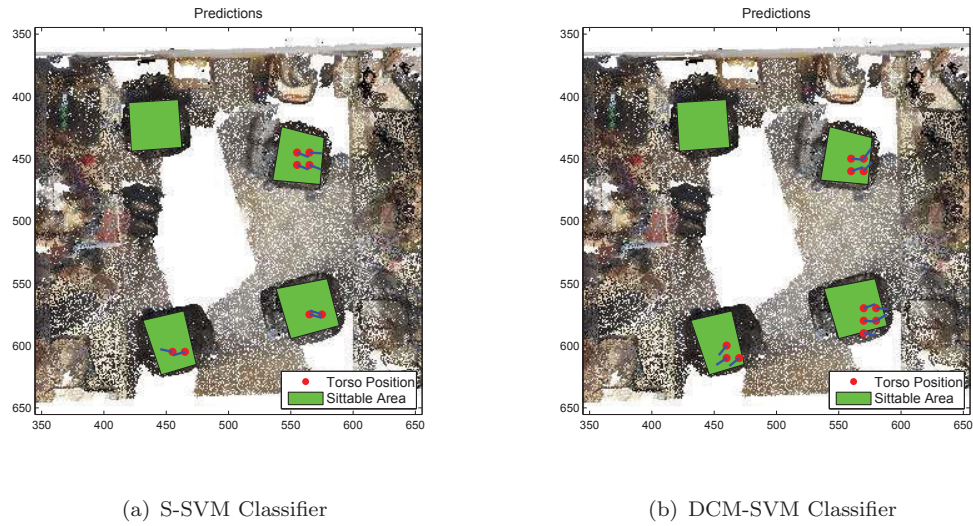 Predictions
350
400
450
500
550
600
650
350 400 450 500 550 600 650
Torso Position
Sittable Area
(a) S-SVM Classifier
Predictions
350
400
450
500
550
600
650
350 400 450 500 550 600 650
Torso Position
Sittable Area
(b) DCM-SVM Classifier